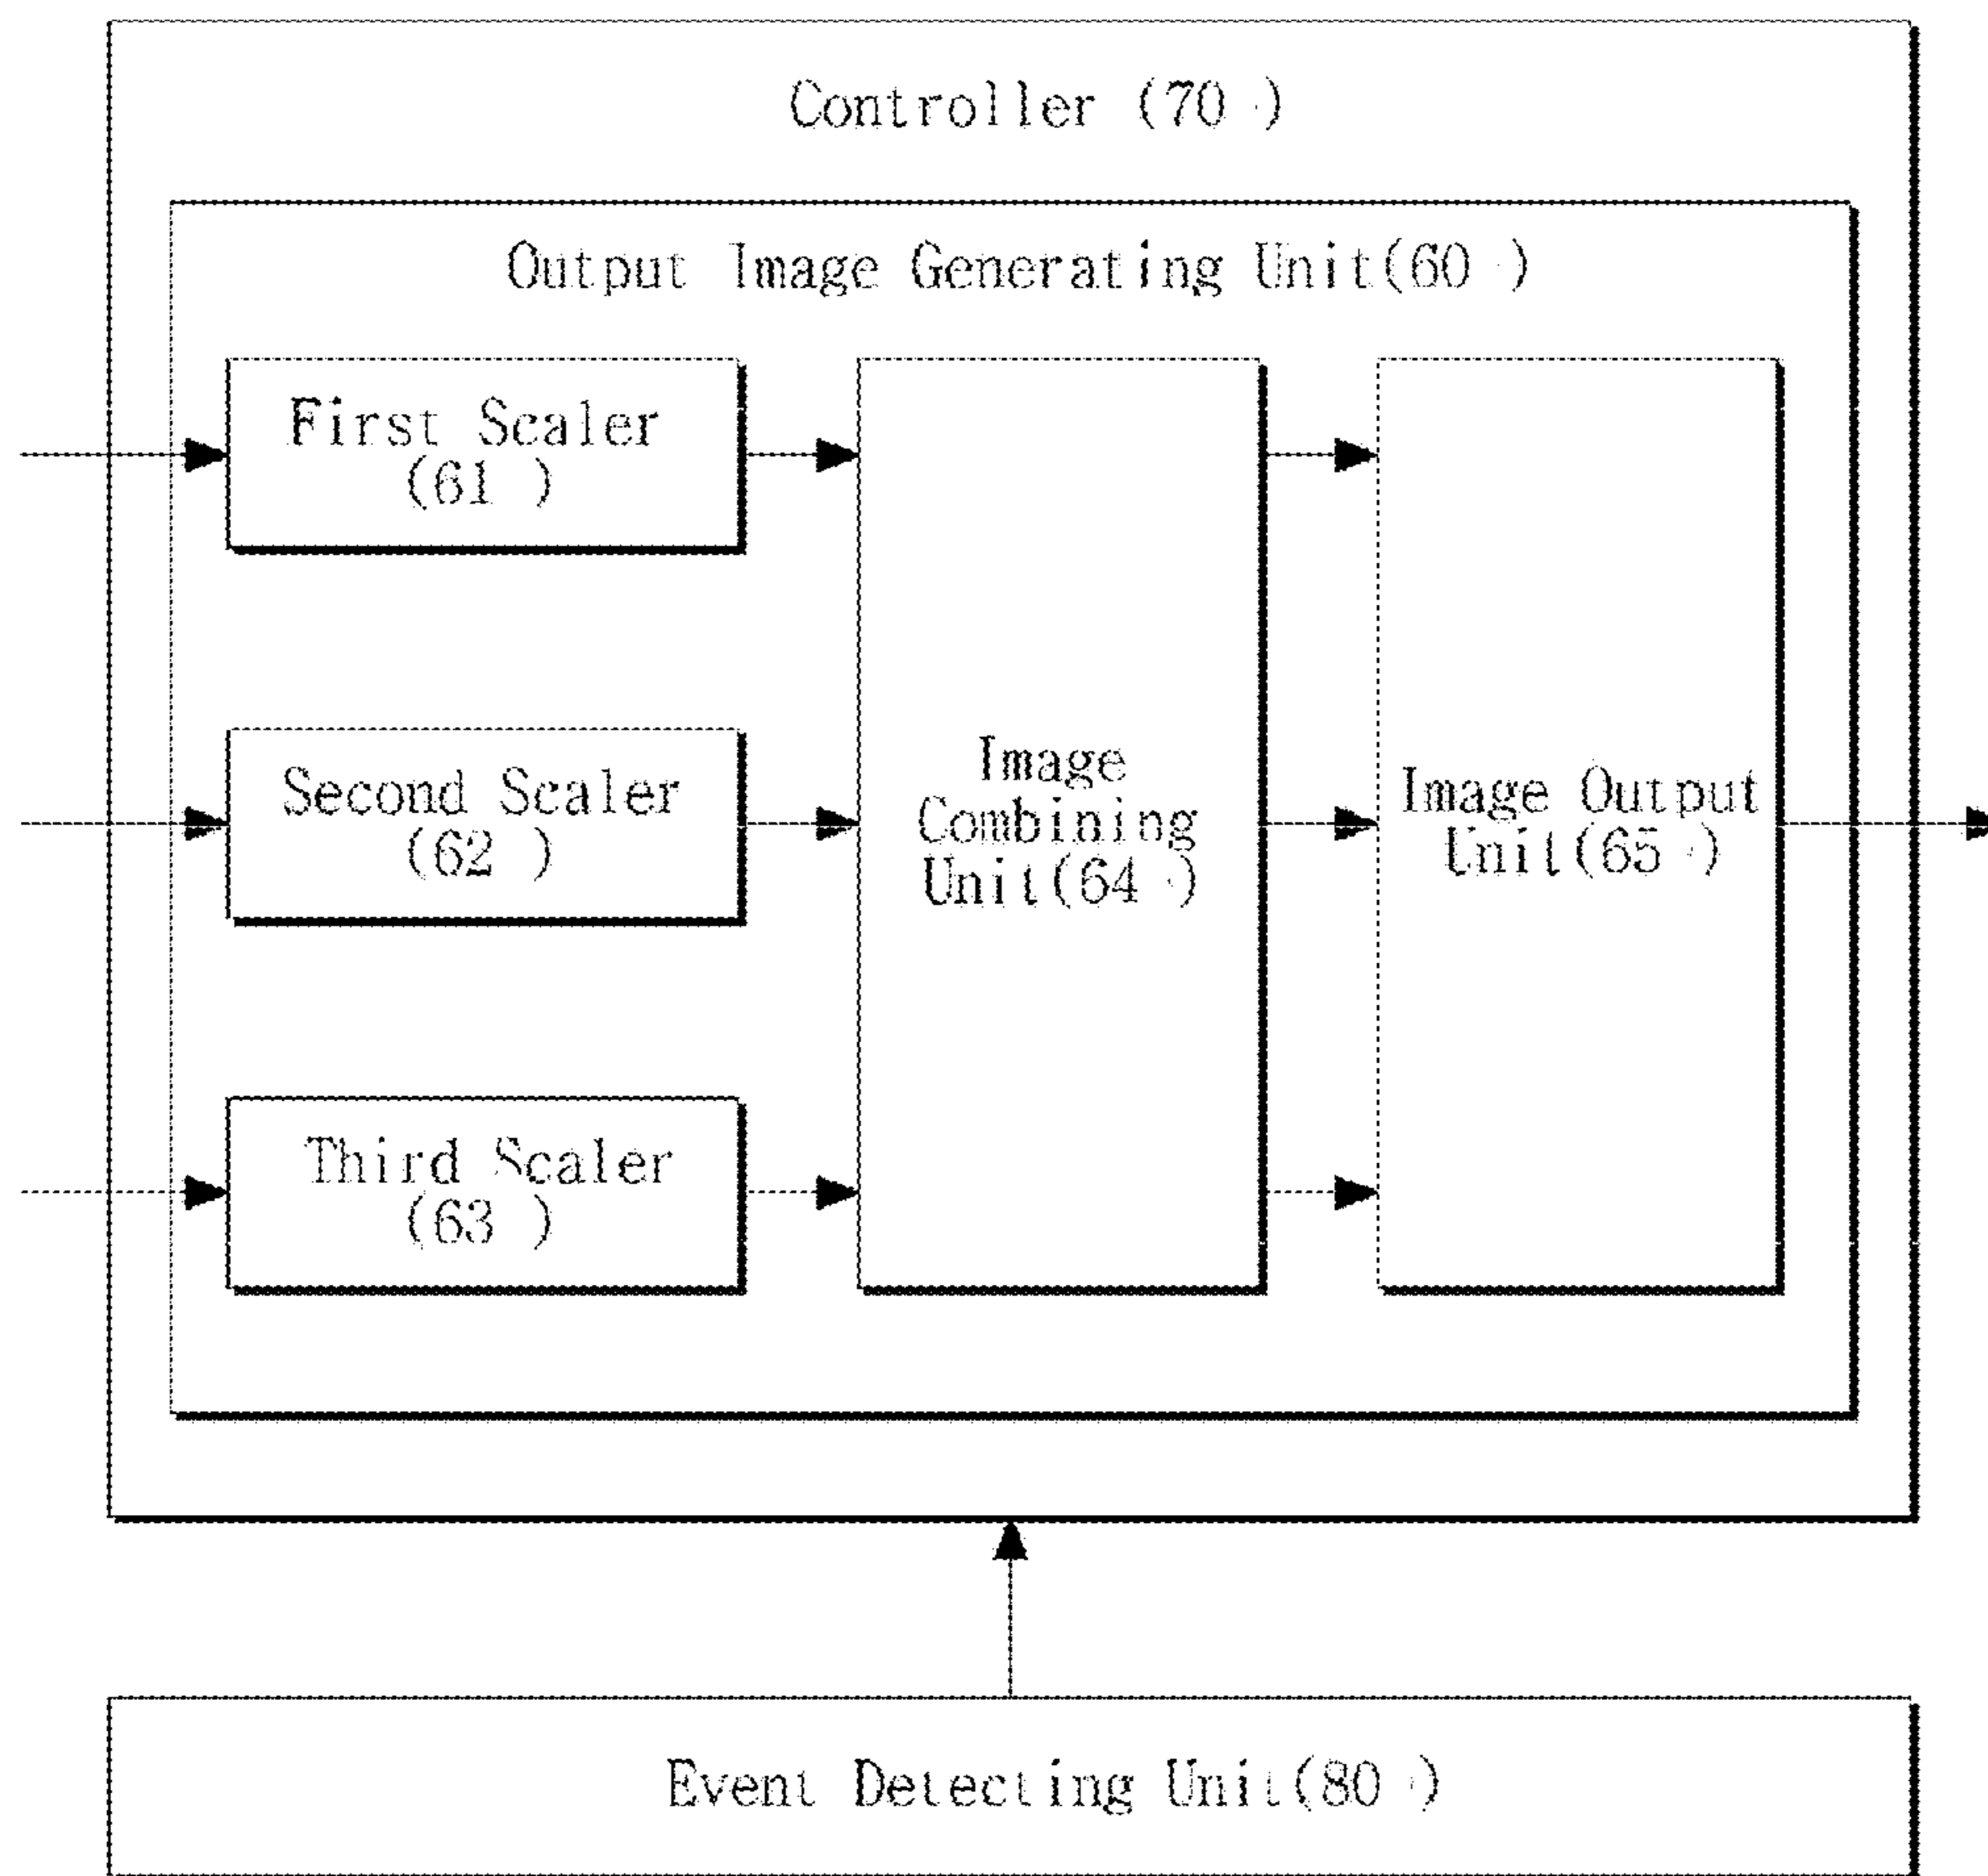 Controller (70 )
Output Image Generating Unit(60 )
First Scaler
(61 )
Second Scaler
(62 )
Third Scaler
(63 )
Image
Combining
Unit(64 )
Image Output
Unit(65 )
Event Detecting Unit(80 )